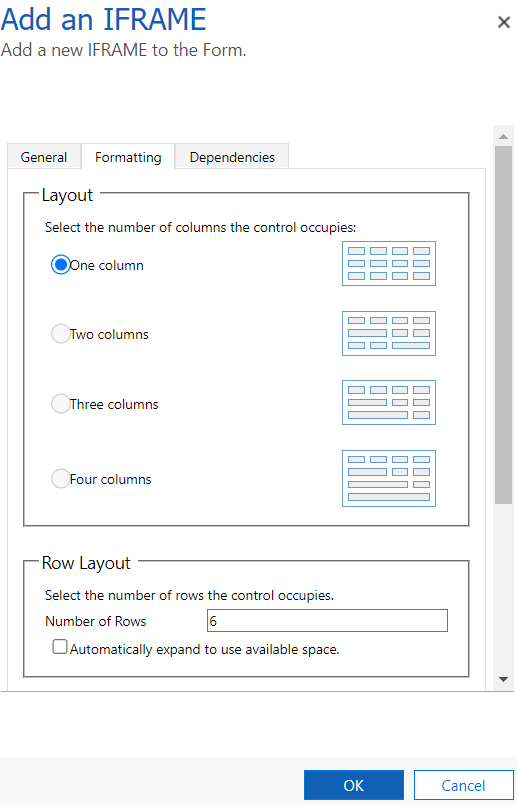 Add an IFRAME
Add a new IFRAME to the Form.
General Formatting Dependencies
Layout
Select the number of columns the control occupies:
One column
Two columns
Three columns
Four columns
Row Layout
Select the number of rows the control occupies.
Number of Rows 6
Automatically expand to use available space.
OK Cancel